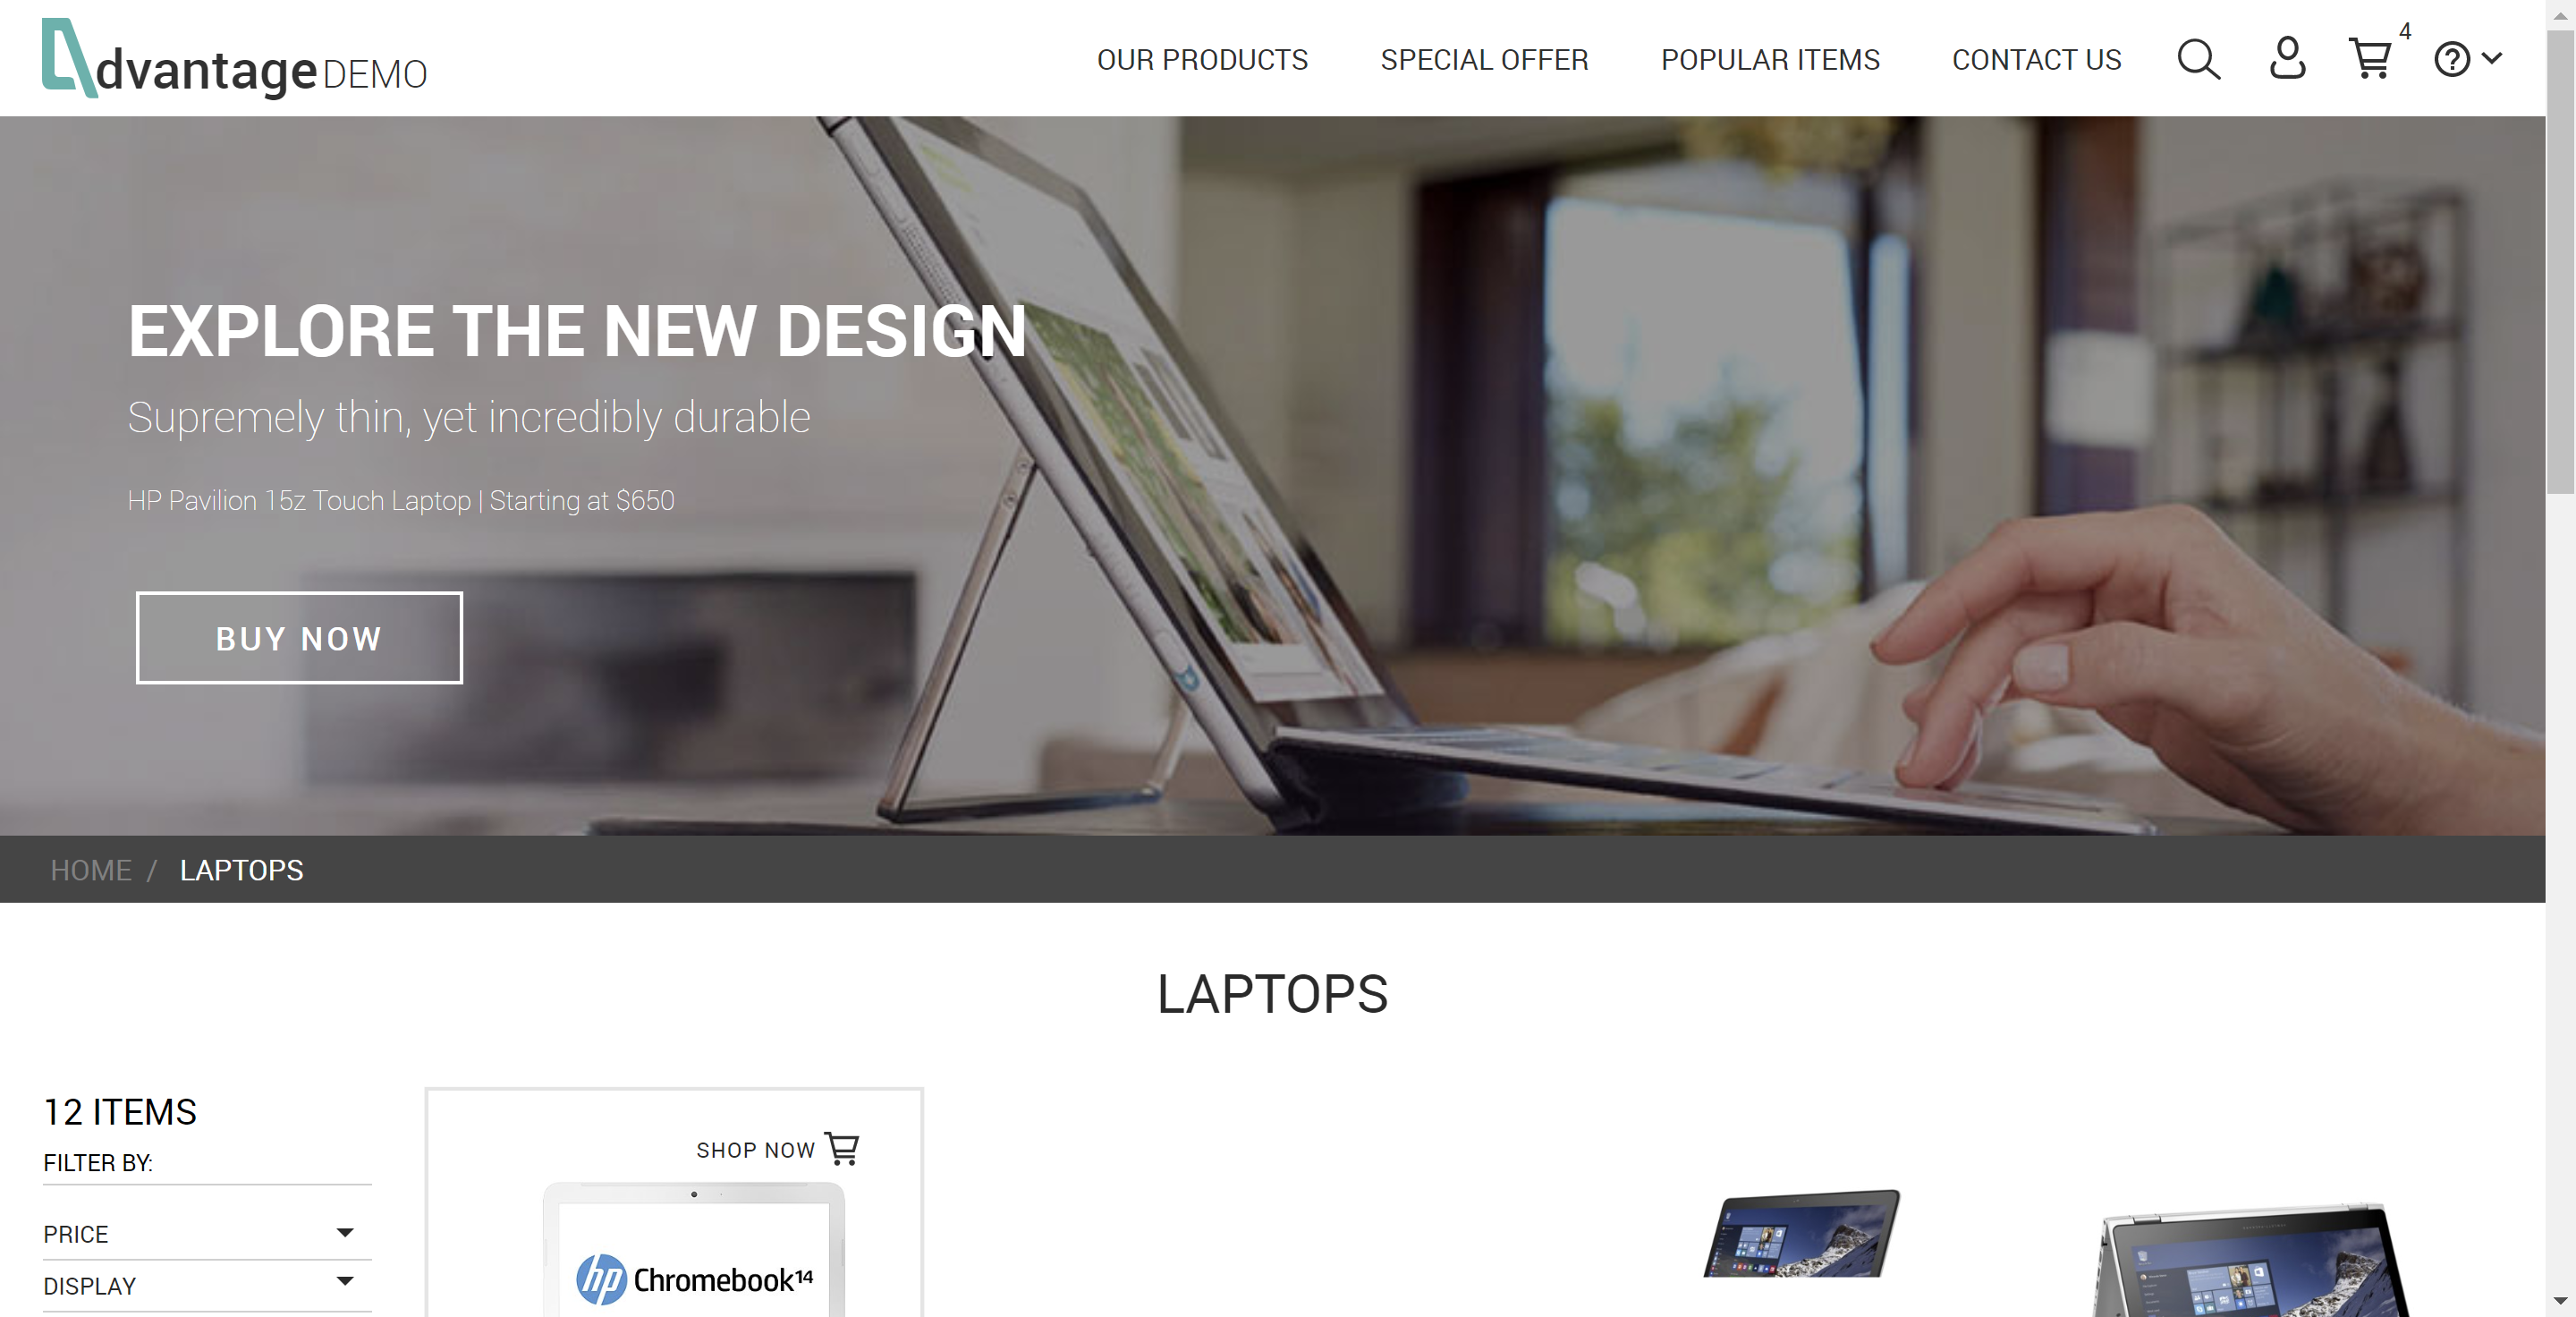 dvantage DEMO
OUR PRODUCTS
SPECIAL OFFER
POPULAR ITEMS
CONTACT US
4
EXPLORE THE NEW DESIGN
Supremely thin, yet incredibly durable
HP Pavilion 15z Touch Laptop | Starting at $650
BUY NOW
HOME / LAPTOPS
LAPTOPS
12 ITEMS
FILTER BY:
PRICE
DISPLAY
SHOP NOW
hp Chromebook14